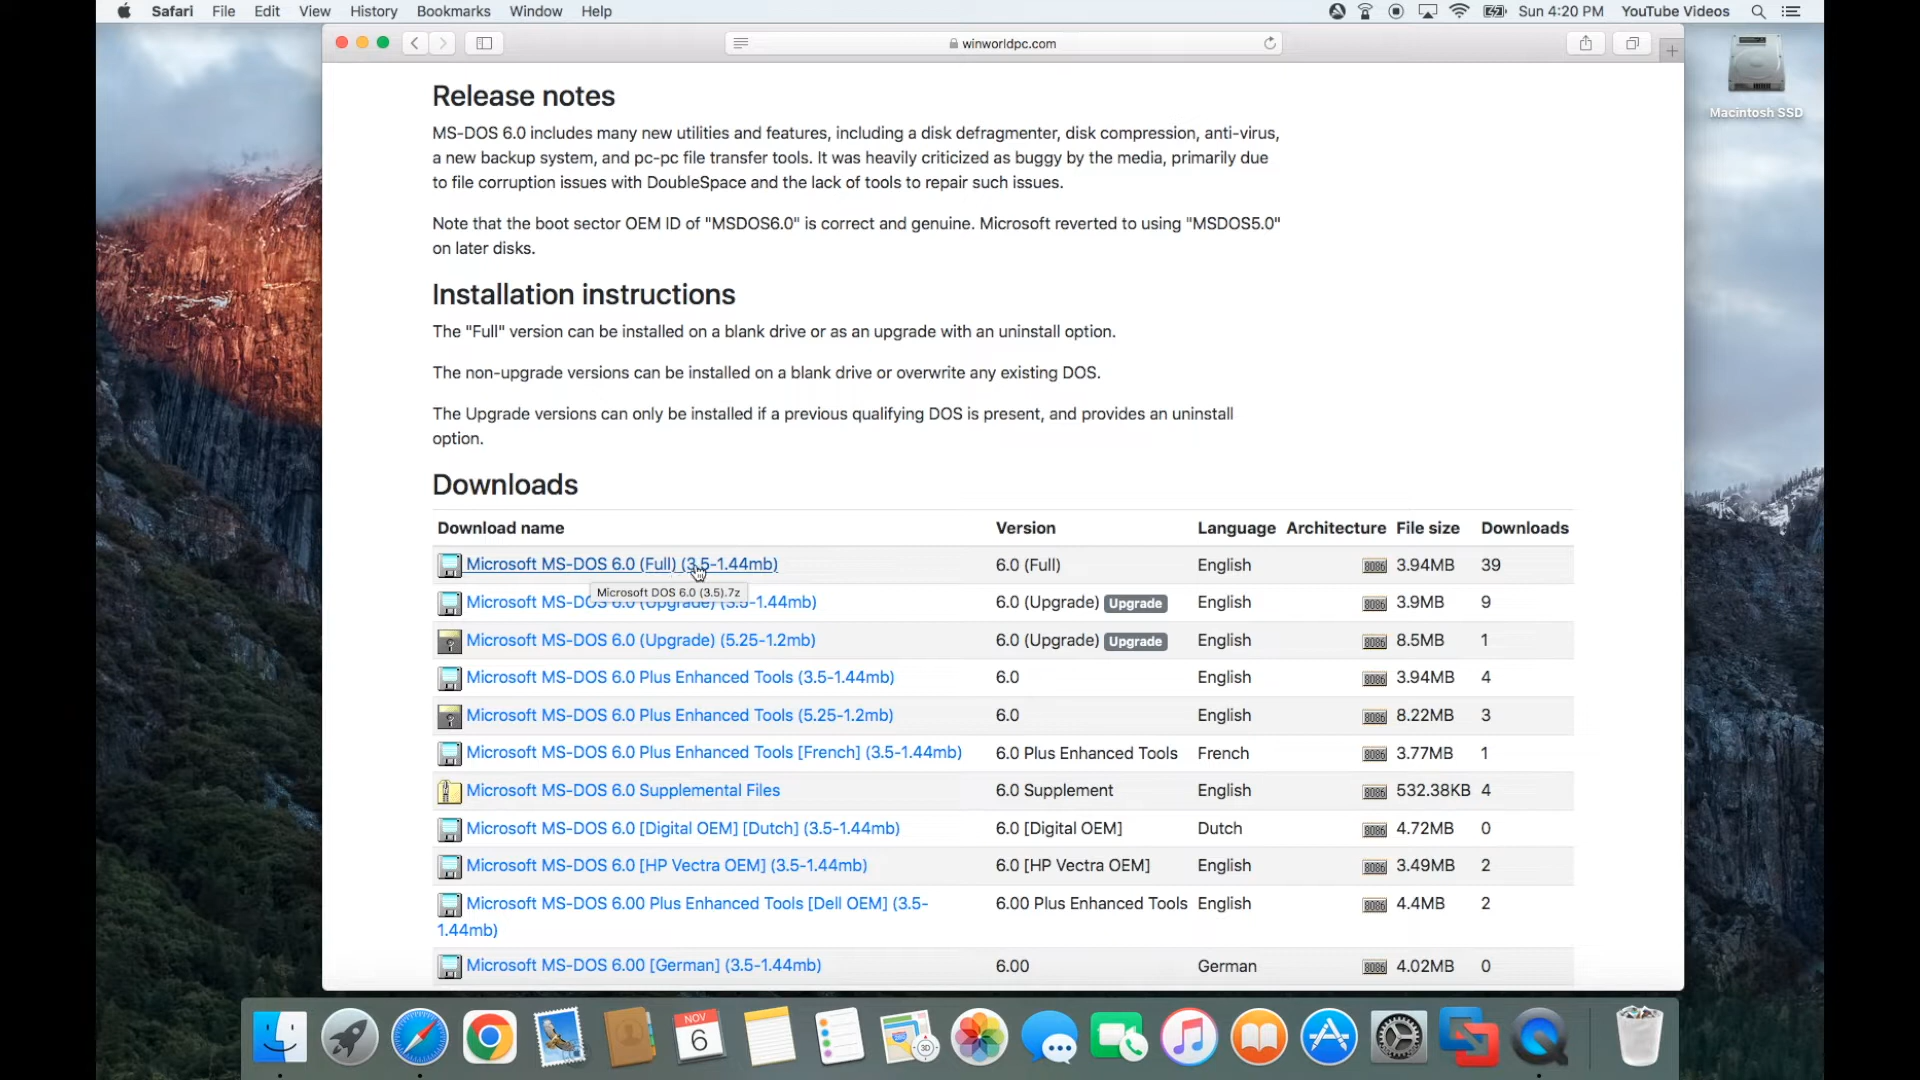 Safari File Edit View History Bookmarks Window Help
Sun 4:20 PM YouTube Videos
winworldpc.com
Macintosh SSD
Release notes
MS-DOS 6.0 includes many new utilities and features, including a disk defragmenter, disk compression, anti-virus,
a new backup system, and pc-pc file transfer tools. It was heavily criticized as buggy by the media, primarily due
to file corruption issues with DoubleSpace and the lack of tools to repair such issues.
Note that the boot sector OEM ID of "MSDOS6.0" is correct and genuine. Microsoft reverted to using "MSDOS5.0"
on later disks.
Installation instructions
The "Full" version can be installed on a blank drive or as an upgrade with an uninstall option.
The non-upgrade versions can be installed on a blank drive or overwrite any existing DOS.
The Upgrade versions can only be installed if a previous qualifying DOS is present, and provides an uninstall
option.
Downloads
Download name Version Language Architecture File size Downloads
Microsoft MS-DOS 6.0 (Full) (3.5-1.44mb) 6.0 (Full) English 8086 3.94MB 39
Microsoft DOS 6.0 (3.5).7z
Microsoft MS-DOS 6.0 (Upgrade) (3.5-1.44mb) 6.0 (Upgrade) Upgrade English 8086 3.9MB 9
Microsoft MS-DOS 6.0 (Upgrade) (5.25-1.2mb) 6.0 (Upgrade) Upgrade English 8086 8.5MB 1
Microsoft MS-DOS 6.0 Plus Enhanced Tools (3.5-1.44mb) 6.0 English 8086 3.94MB 4
Microsoft MS-DOS 6.0 Plus Enhanced Tools (5.25-1.2mb) 6.0 English 8086 8.22MB 3
Microsoft MS-DOS 6.0 Plus Enhanced Tools [French] (3.5-1.44mb) 6.0 Plus Enhanced Tools French 8086 3.77MB 1
Microsoft MS-DOS 6.0 Supplemental Files 6.0 Supplement English 8086 532.38KB 4
Microsoft MS-DOS 6.0 [Digital OEM] [Dutch] (3.5-1.44mb) 6.0 [Digital OEM] Dutch 8086 4.72MB 0
Microsoft MS-DOS 6.0 [HP Vectra OEM] (3.5-1.44mb) 6.0 [HP Vectra OEM] English 8086 3.49MB 2
Microsoft MS-DOS 6.00 Plus Enhanced Tools [Dell OEM] (3.5- 6.00 Plus Enhanced Tools English 8086 4.4MB 2
1.44mb)
Microsoft MS-DOS 6.00 [German] (3.5-1.44mb) 6.00 German 8086 4.02MB 0
NOV
6
3D